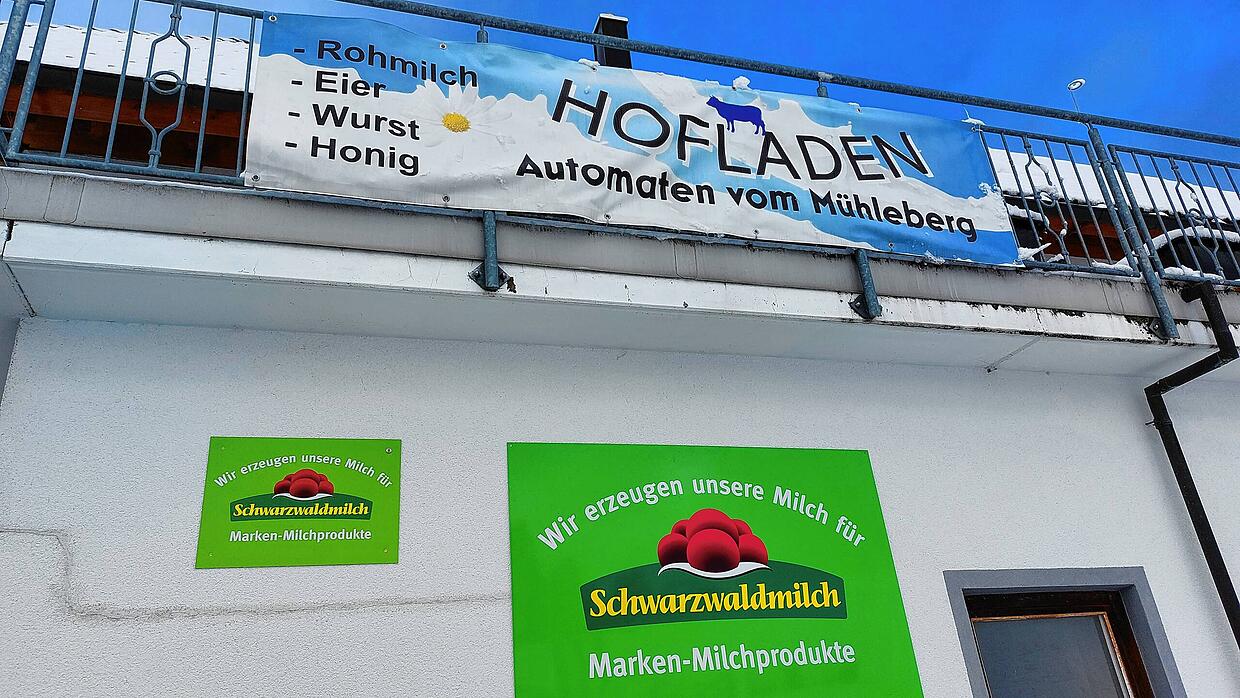 - Rohmilch
- Eier
- Wurst
- Honig
HOFLADEN
Automaten vom Mühleberg
Wir erzeugen unsere Milch für
Schwarzwaldmilch
Marken-Milchprodukte
Wir erzeugen unsere Milch für
Schwarzwaldmilch
Marken-Milchprodukte